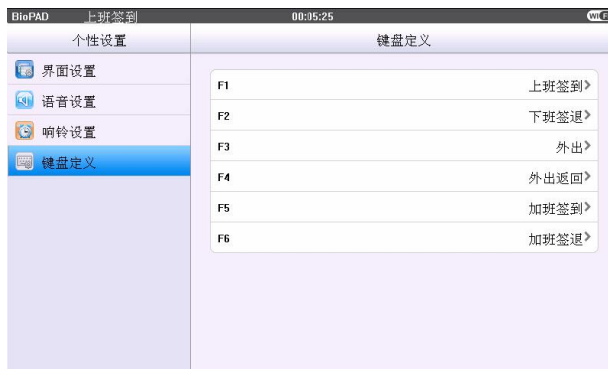 BioPAD 上班签到 00:05:25
个性设置
键盘定义
界面设置
语音设置
响铃设置
键盘定义
F1 上班签到
F2 下班签退
F3 外出
F4 外出返回
F5 加班签到
F6 加班签退